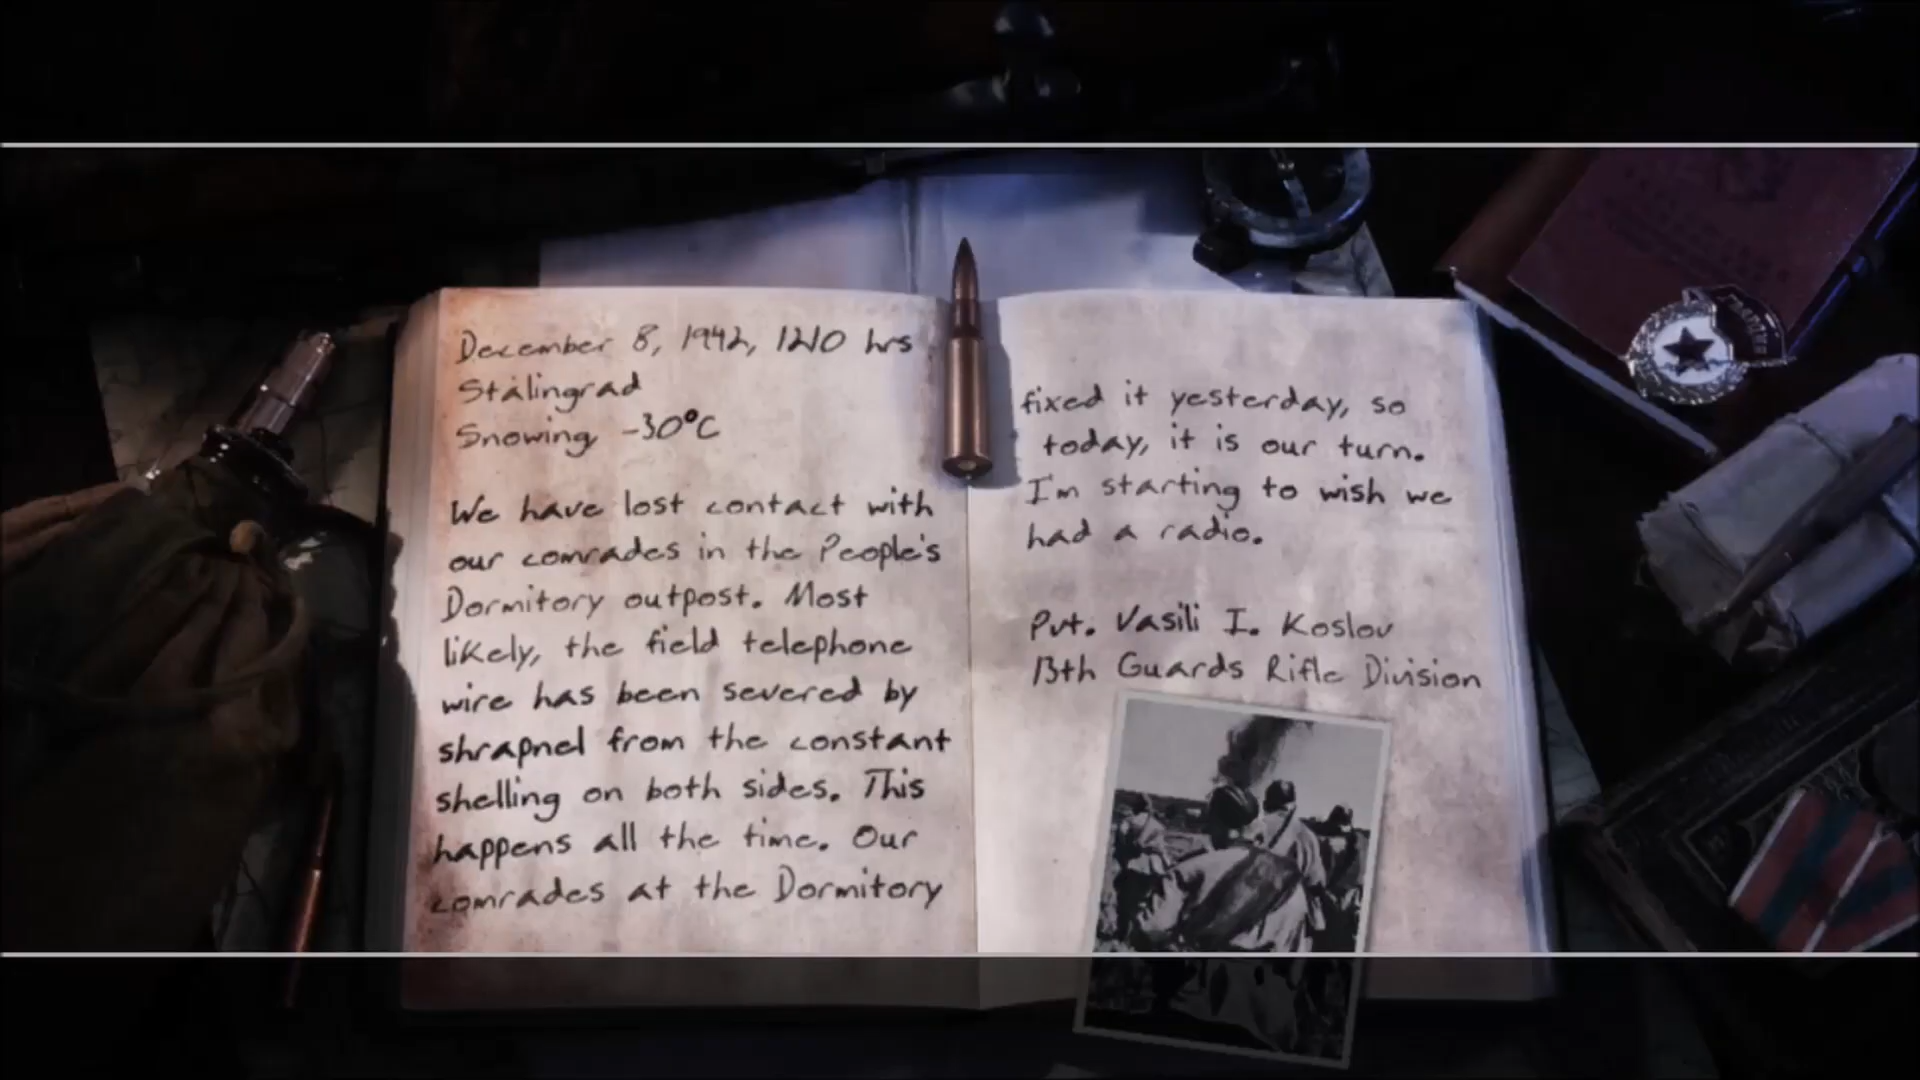 December 8, 1942, 1210 hrs
Stalingrad
Snowing, -30°C
We have lost contact with
our comrades in the People's
Dormitory outpost. Most
likely, the field telephone
wire has been severed by
shrapnel from the constant
shelling on both sides. This
happens all the time. Our
comrades at the Dormitory
fixed it yesterday, so
today, it is our turn.
I'm starting to wish we
had a radio.
Pvt. Vasili I. Koslov
13th Guards Rifle Division